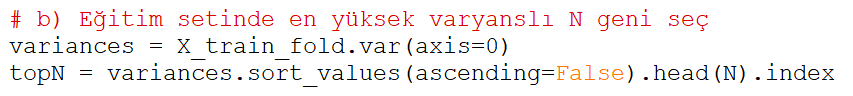 # b) Eğitim setinde en yüksek varyanslı N geni seç
variances = X_train_fold.var(axis=0)
topN = variances.sort_values(ascending=False).head(N).index